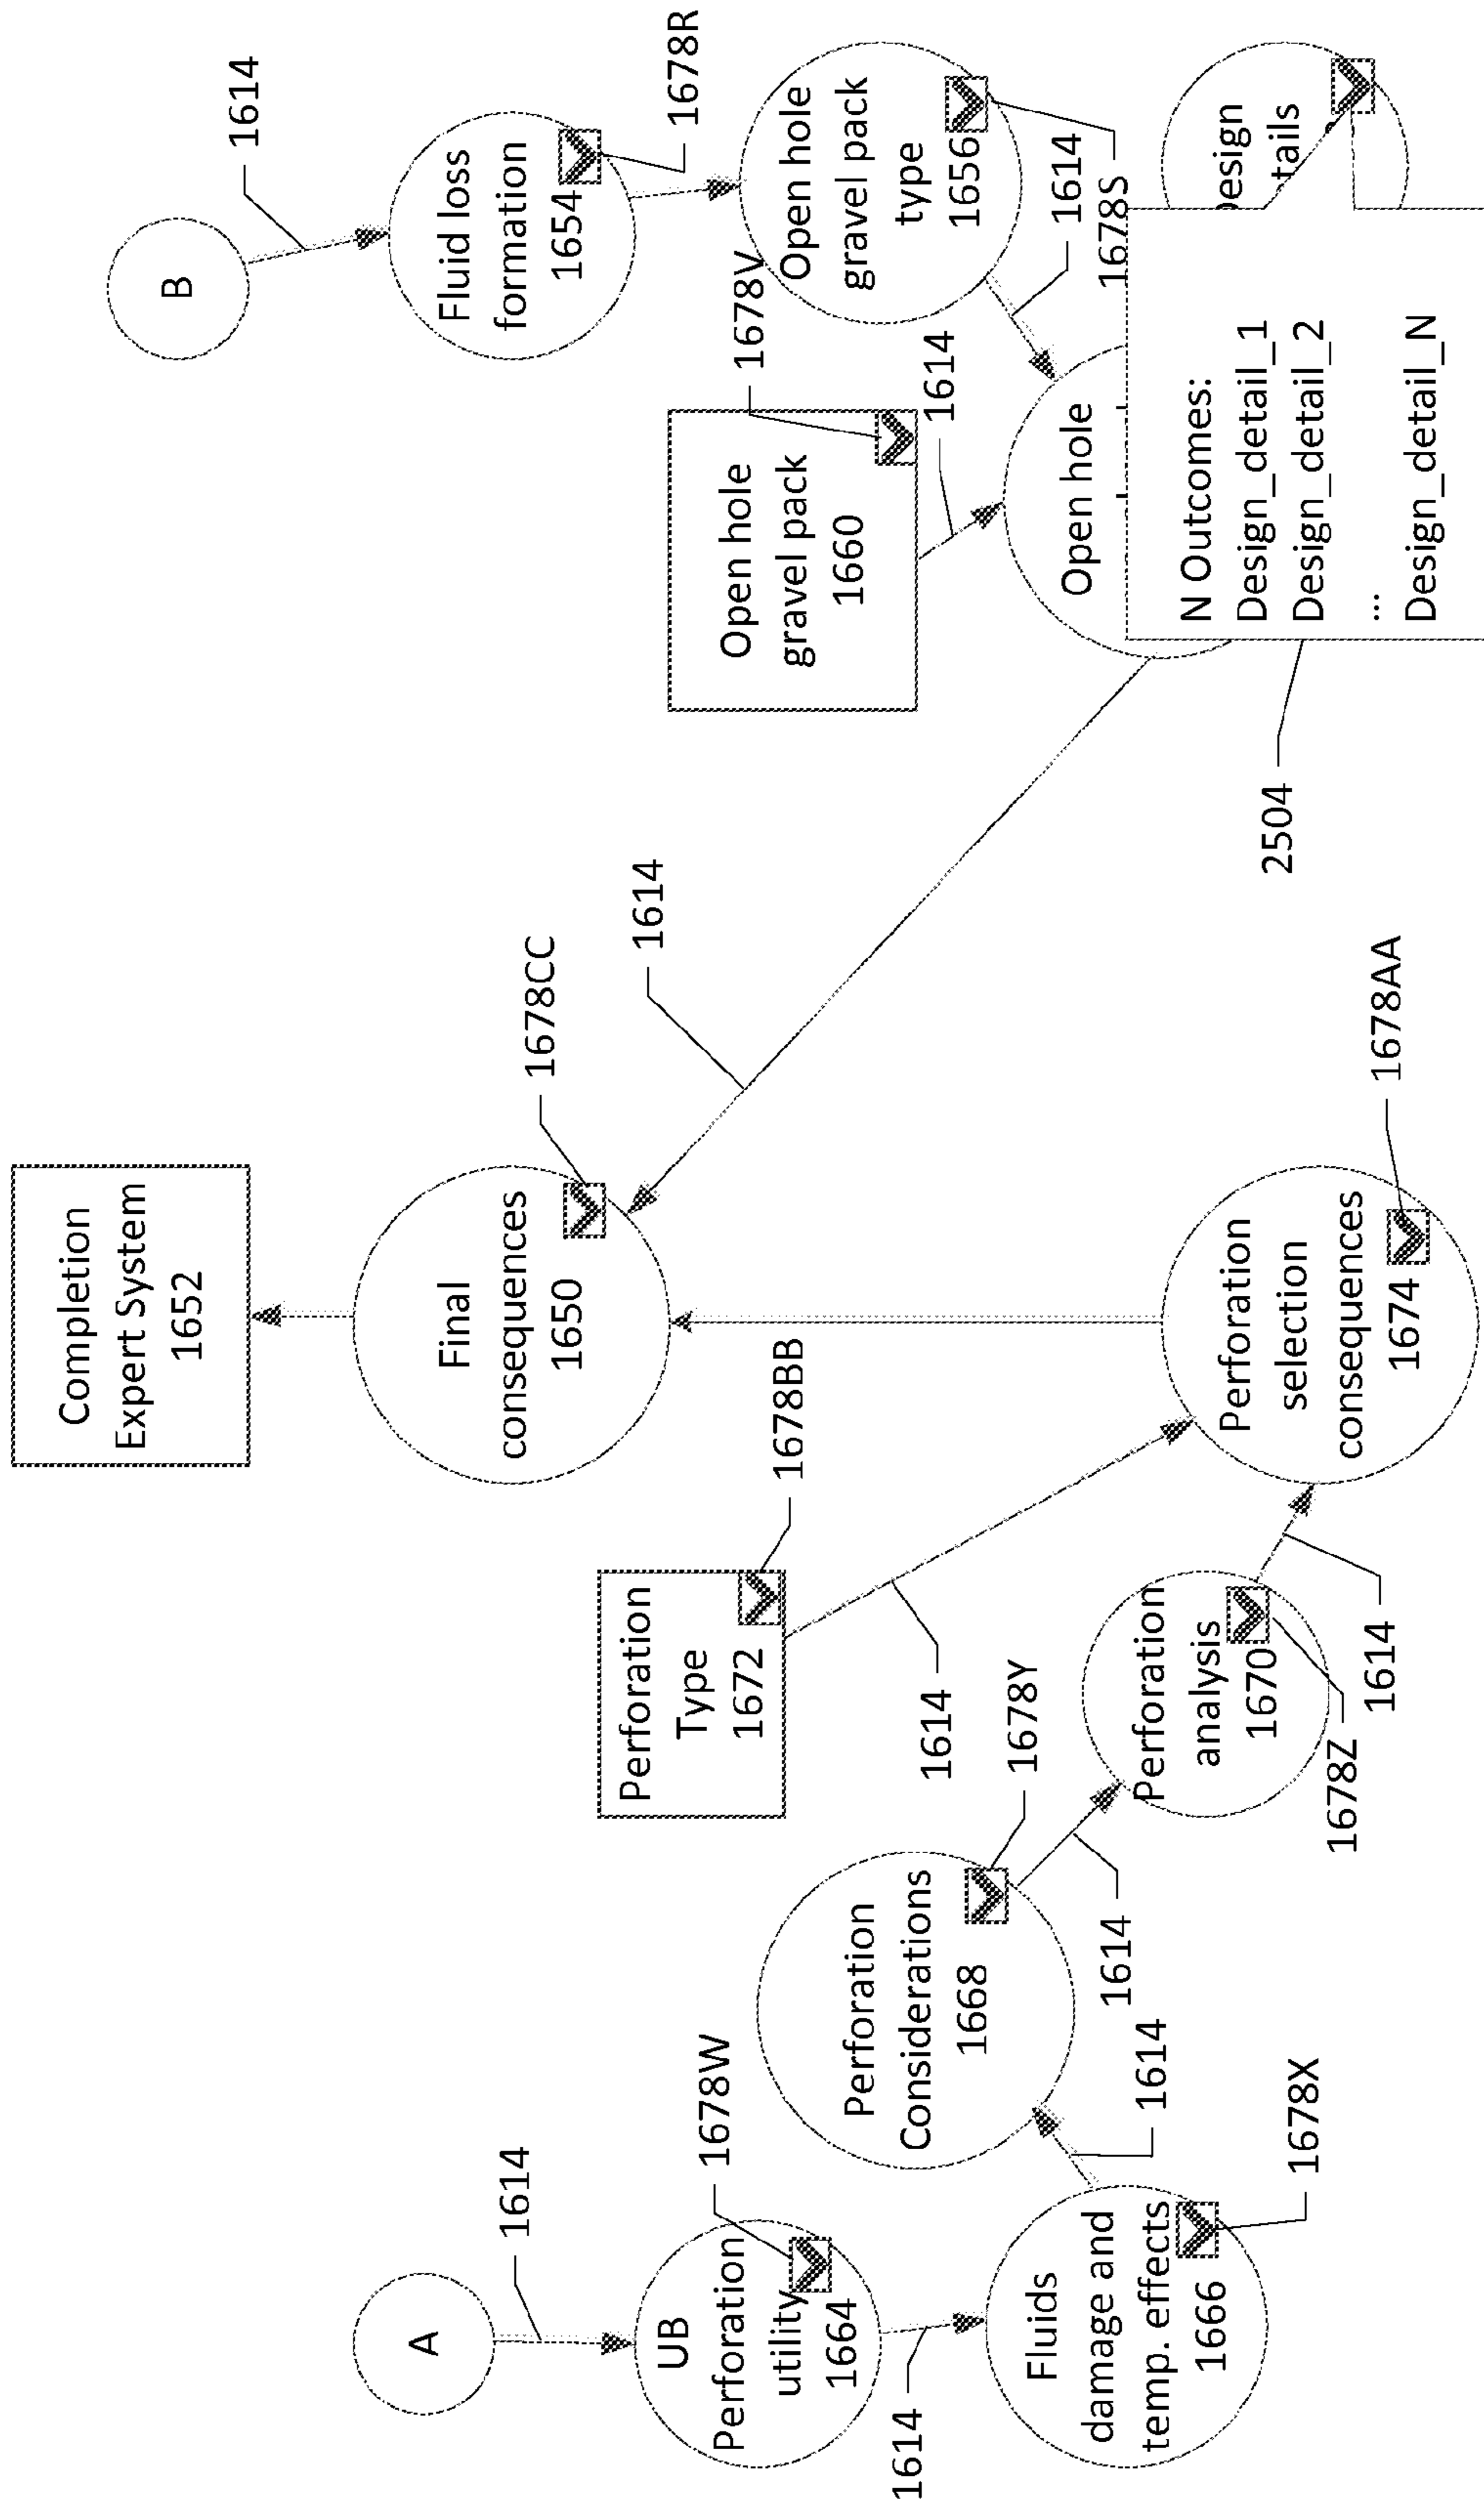 Completion
Expert System
1652
A
1614
UB
Perforation
utility
1664
1678W
1614
Fluids
damage and
temp. effects
1666
1678X
1614
Perforation
Considerations
1668
1678Y
1614
Perforation
Type
1672
1678BB
1614
Perforation
analysis
1670
1678Z
1614
Perforation
selection
consequences
1674
1678AA
Final
consequences
1650
1678CC
1614
B
1614
Fluid loss
formation
1654
1678R
Open hole
gravel pack
type
1656
1678S
1614
Open hole
gravel pack
1660
1678V
1614
Open hole
esign
tails
N Outcomes:
Design_detail_1
Design_detail_2
...
Design_detail_N
2504